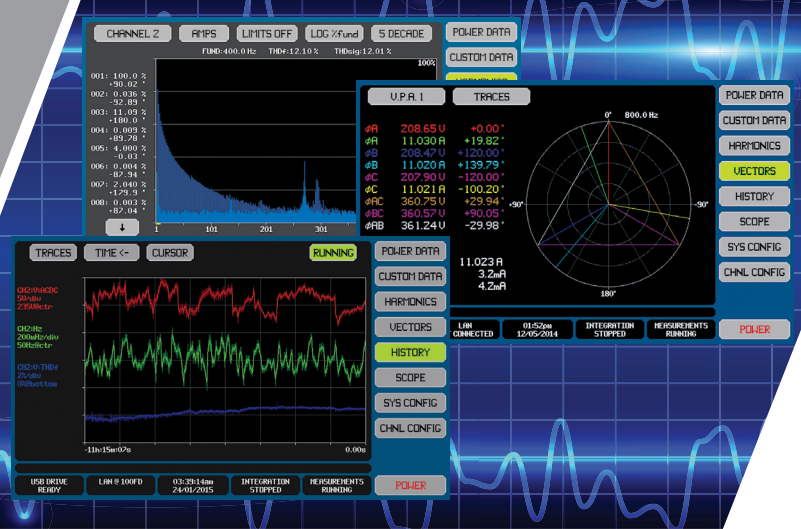 CHANNEL 2 AMPS LIMITS OFF LOG %fund 5 DECADE POWER DATA
FUND:400.0 Hz THDf:12.10 % THDsig:12.01 %
CUSTOM DATA
100%
001: 100.0 %
+90.02 °
002: 0.036 %
-92.89 °
003: 11.09 %
+180.0 °
004: 0.009 %
+89.28 °
005: 4.000 %
-0.03 °
006: 0.004 %
-87.94 °
007: 2.040 %
+179.9 °
008: 0.003 %
+87.04 °
↓
1 101 201 301
V.P.A. 1 TRACES
0° 800.0 Hz
+90° -90°
180°
φA 208.65 V +0.00 °
φA 11.030 A +19.82 °
φB 208.47 V +120.00 °
φB 11.020 A +139.79 °
φC 207.90 V -120.00 °
φC 11.021 A -100.20 °
φAC 360.75 V +29.94 °
φBC 360.57 V +90.05 °
φAB 361.24 V -29.98 °
11.023 A
3.2mA
4.2mA
POWER DATA
CUSTOM DATA
HARMONICS
VECTORS
HISTORY
SCOPE
SYS CONFIG
CHNL CONFIG
LAN
CONNECTED
01:52pm
12/05/2014
INTEGRATION
STOPPED
MEASUREMENTS
RUNNING
POWER
TRACES TIME <- CURSOR RUNNING
CH2:VACDC
5V/div
235V@ctr
CH2:Hz
200mHz/div
50Hz@ctr
CH2:V:THDf
2%/div
0%@bottom
-11h:15m:07s 0.00s
POWER DATA
CUSTOM DATA
HARMONICS
VECTORS
HISTORY
SCOPE
SYS CONFIG
CHNL CONFIG
USB DRIVE
READY
LAN @ 100FD
03:39:14am
24/01/2015
INTEGRATION
STOPPED
MEASUREMENTS
RUNNING
POWER